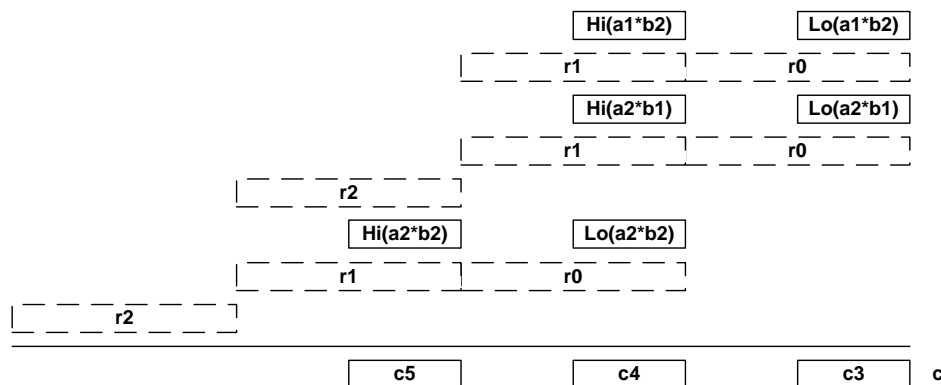 Hi(a1*b2) Lo(a1*b2)
r1 r0
Hi(a2*b1) Lo(a2*b1)
r1 r0
r2
Hi(a2*b2) Lo(a2*b2)
r1 r0
r2
c5 c4 c3 c